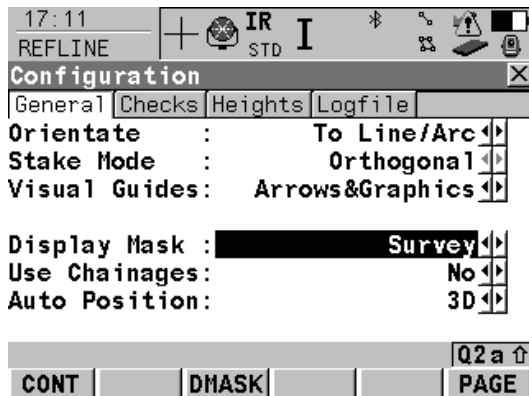 17:11
REFLINE
IR
STD
I
Configuration
General Checks Heights Logfile
Orientate : To Line/Arc
Stake Mode : Orthogonal
Visual Guides: Arrows&Graphics
Display Mask : Survey
Use Chainages: No
Auto Position: 3D
Q2a
CONT DMASK PAGE